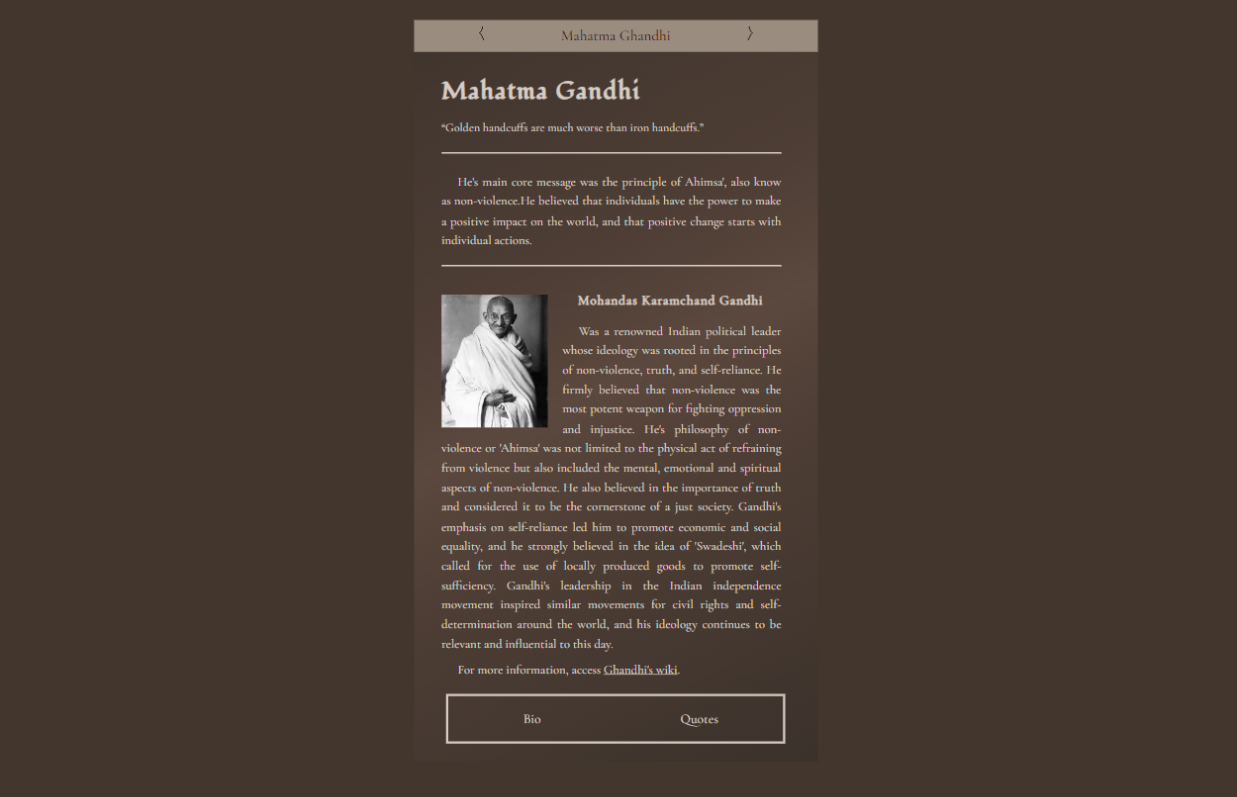 〈 Mahatma Ghandhi 〉
Mahatma Gandhi
“Golden handcuffs are much worse than iron handcuffs.”
He's main core message was the principle of Ahimsa', also know
as non-violence.He believed that individuals have the power to make
a positive impact on the world, and that positive change starts with
individual actions.
Mohandas Karamchand Gandhi
Was a renowned Indian political leader
whose ideology was rooted in the principles
of non-violence, truth, and self-reliance. He
firmly believed that non-violence was the
most potent weapon for fighting oppression
and injustice. He's philosophy of non-
violence or 'Ahimsa' was not limited to the physical act of refraining
from violence but also included the mental, emotional and spiritual
aspects of non-violence. He also believed in the importance of truth
and considered it to be the cornerstone of a just society. Gandhi's
emphasis on self-reliance led him to promote economic and social
equality, and he strongly believed in the idea of 'Swadeshi', which
called for the use of locally produced goods to promote self-
sufficiency. Gandhi's leadership in the Indian independence
movement inspired similar movements for civil rights and self-
determination around the world, and his ideology continues to be
relevant and influential to this day.
For more information, access Ghandhi's wiki.
Bio Quotes